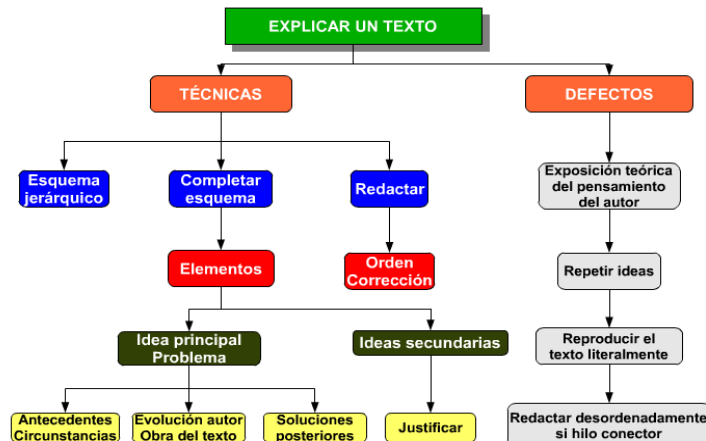 EXPLICAR UN TEXTO
TÉCNICAS
DEFECTOS
Esquema
jerárquico
Completar
esquema
Redactar
Exposición teórica
del pensamiento
del autor
Elementos
Orden
Corrección
Repetir ideas
Idea principal
Problema
Ideas secundarias
Reproducir el
texto literalmente
Antecedentes
Circunstancias
Evolución autor
Obra del texto
Soluciones
posteriores
Justificar
Redactar desordenadamente
si hilo conector